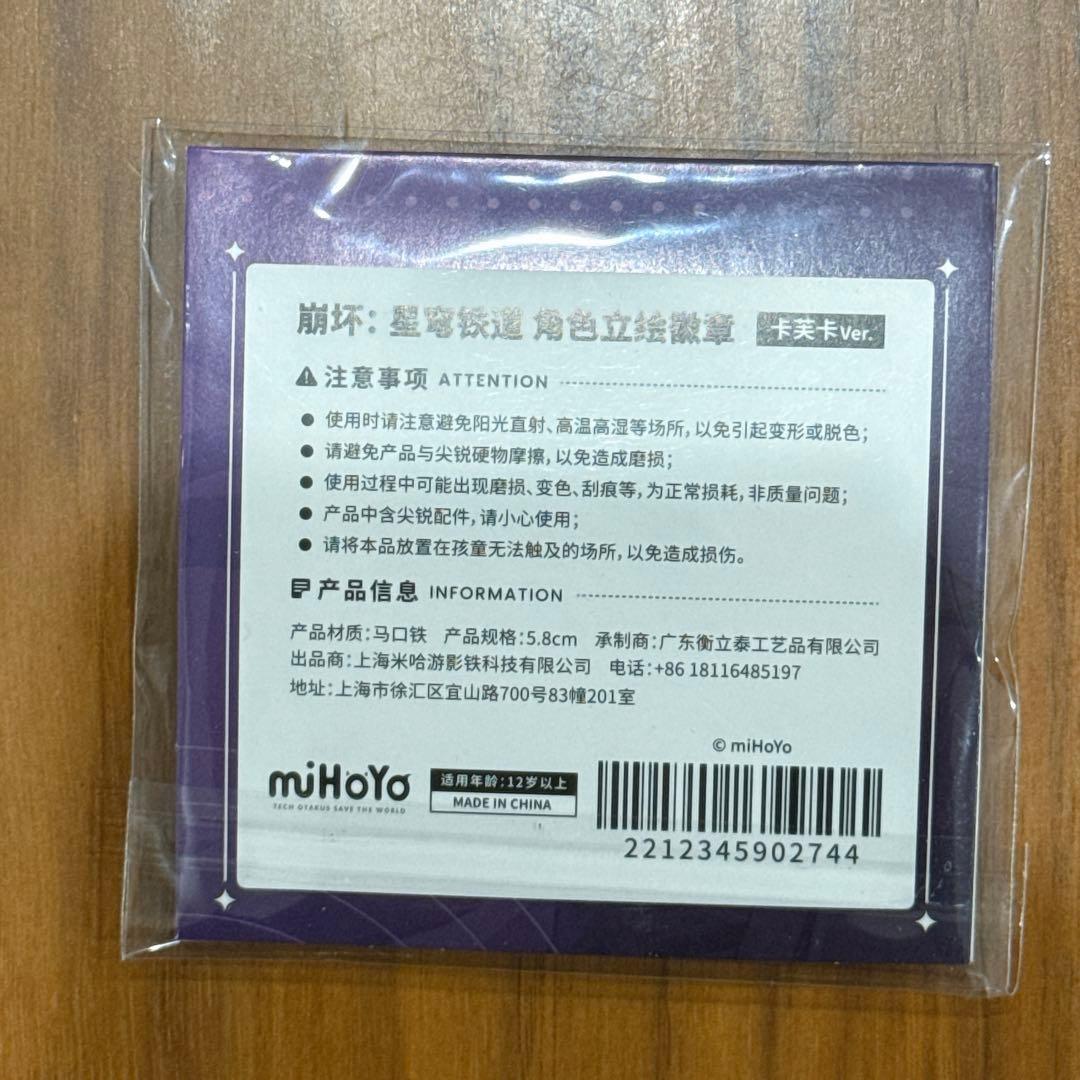 崩坏：星穹铁道 角色立绘徽章 卡芙卡Ver.
注意事项 ATTENTION
● 使用时请注意避免阳光直射、高温高湿等场所，以免引起变形或脱色；
● 请避免产品与尖锐硬物摩擦，以免造成磨损；
● 使用过程中可能出现磨损、变色、刮痕等，为正常损耗，非质量问题；
● 产品中含尖锐配件，请小心使用；
● 请将本品放置在孩童无法触及的场所，以免造成损伤。
产品信息 INFORMATION
产品材质：马口铁 产品规格：5.8cm 承制商：广东衡立泰工艺品有限公司
出品商：上海米哈游影铁科技有限公司 电话：+86 18116485197
地址：上海市徐汇区宜山路700号83幢201室
© miHoYo
miHoYo
TECH OTAKUS SAVE THE WORLD
适用年龄：12岁以上
MADE IN CHINA
2212345902744